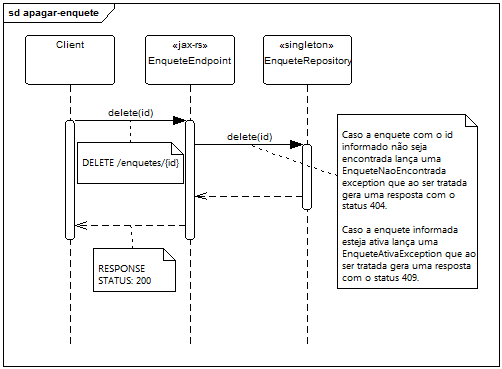 sd apagar-enquete
Client
«jax-rs»
EnqueteEndpoint
«singleton»
EnqueteRepository
delete(id)
DELETE /enquetes/{id}
delete(id)
Caso a enquete com o id
informado não seja
encontrada lança uma
EnqueteNaoEncontrada
exception que ao ser tratada
gera uma resposta com o
status 404.
Caso a enquete informada
esteja ativa lança uma
EnqueteAtivaException que ao
ser tratada gera uma resposta
com o status 409.
RESPONSE
STATUS: 200